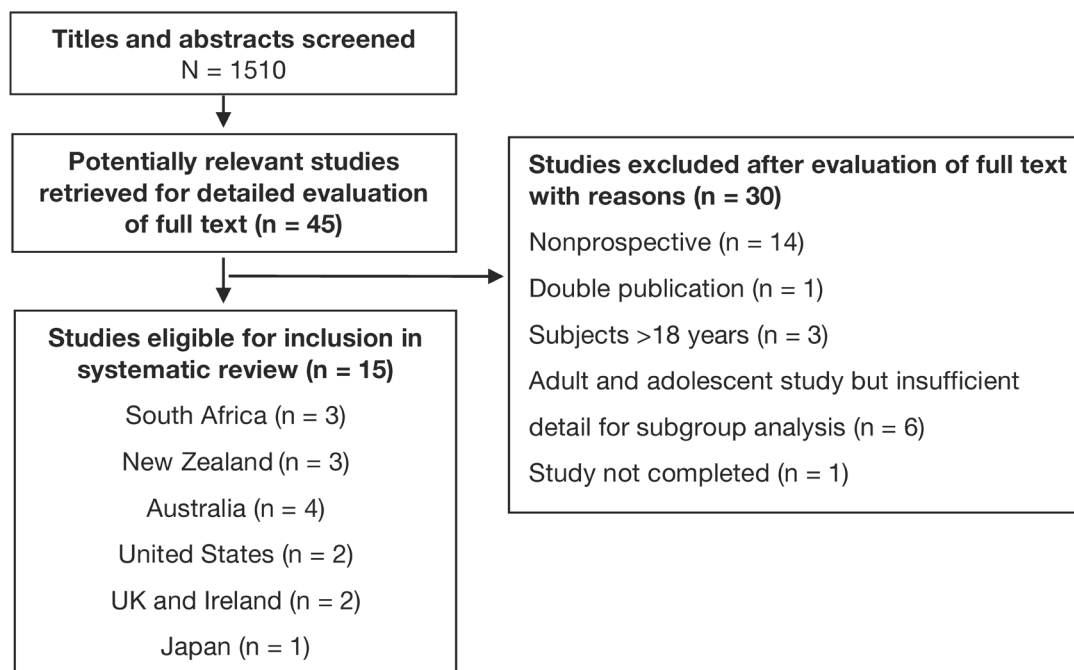 Titles and abstracts screened
N = 1510
Potentially relevant studies
retrieved for detailed evaluation
of full text (n = 45)
Studies excluded after evaluation of full text
with reasons (n = 30)
Nonprospective (n = 14)
Double publication (n = 1)
Subjects >18 years (n = 3)
Adult and adolescent study but insufficient
detail for subgroup analysis (n = 6)
Study not completed (n = 1)
Studies eligible for inclusion in
systematic review (n = 15)
South Africa (n = 3)
New Zealand (n = 3)
Australia (n = 4)
United States (n = 2)
UK and Ireland (n = 2)
Japan (n = 1)